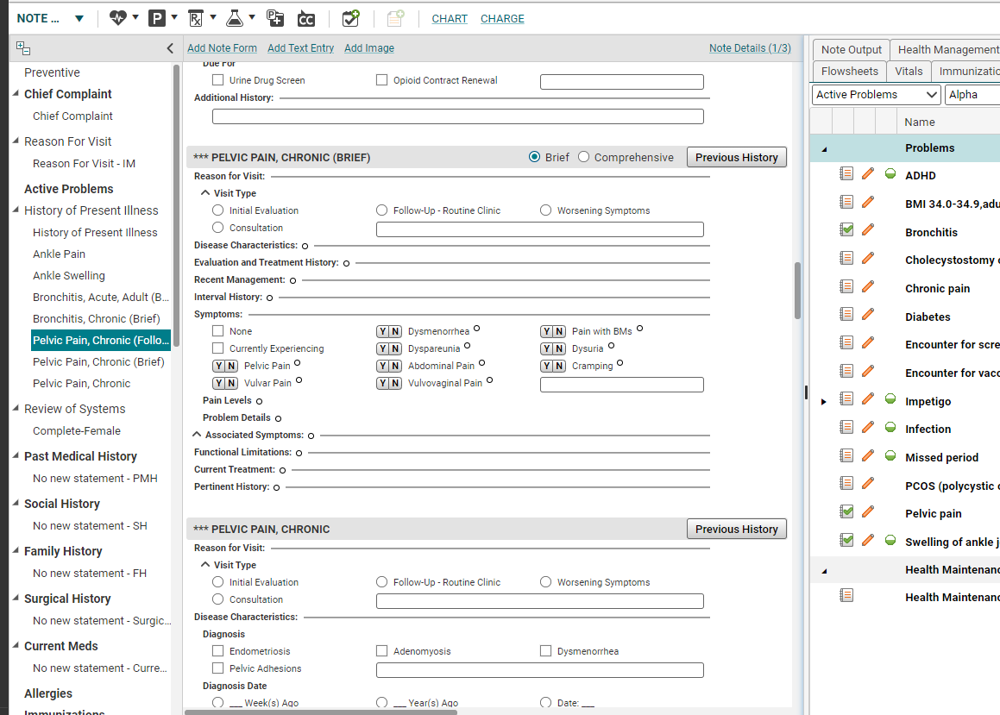 NOTE ...
P
Rx
P
CC
CHART
CHARGE
Preventive
Chief Complaint
Chief Complaint
Reason For Visit
Reason For Visit - IM
Active Problems
History of Present Illness
History of Present Illness
Ankle Pain
Ankle Swelling
Bronchitis, Acute, Adult (B...
Bronchitis, Chronic (Brief)
Pelvic Pain, Chronic (Follo...
Pelvic Pain, Chronic (Brief)
Pelvic Pain, Chronic
Review of Systems
Complete-Female
Past Medical History
No new statement - PMH
Social History
No new statement - SH
Family History
No new statement - FH
Surgical History
No new statement - Surgic...
Current Meds
No new statement - Curre...
Allergies
Immunizations
Add Note Form Add Text Entry Add Image Note Details (1/3)
Due For
Urine Drug Screen Opioid Contract Renewal
Additional History:
*** PELVIC PAIN, CHRONIC (BRIEF) Brief Comprehensive Previous History
Reason for Visit:
Visit Type
Initial Evaluation Follow-Up - Routine Clinic Worsening Symptoms
Consultation
Disease Characteristics:
Evaluation and Treatment History:
Recent Management:
Interval History:
Symptoms:
None Y N Dysmenorrhea Y N Pain with BMs
Currently Experiencing Y N Dyspareunia Y N Dysuria
Y N Pelvic Pain Y N Abdominal Pain Y N Cramping
Y N Vulvar Pain Y N Vulvovaginal Pain
Pain Levels
Problem Details
Associated Symptoms:
Functional Limitations:
Current Treatment:
Pertinent History:
*** PELVIC PAIN, CHRONIC Previous History
Reason for Visit:
Visit Type
Initial Evaluation Follow-Up - Routine Clinic Worsening Symptoms
Consultation
Disease Characteristics:
Diagnosis
Endometriosis Adenomyosis Dysmenorrhea
Pelvic Adhesions
Diagnosis Date
___ Week(s) Ago ___ Year(s) Ago Date: ___
Note Output Health Management
Flowsheets Vitals Immunizatio
Active Problems Alpha
Name
Problems
ADHD
BMI 34.0-34.9,adu
Bronchitis
Cholecystostomy c
Chronic pain
Diabetes
Encounter for scre
Encounter for vacc
Impetigo
Infection
Missed period
PCOS (polycystic o
Pelvic pain
Swelling of ankle j
Health Maintenanc
Health Maintenanc